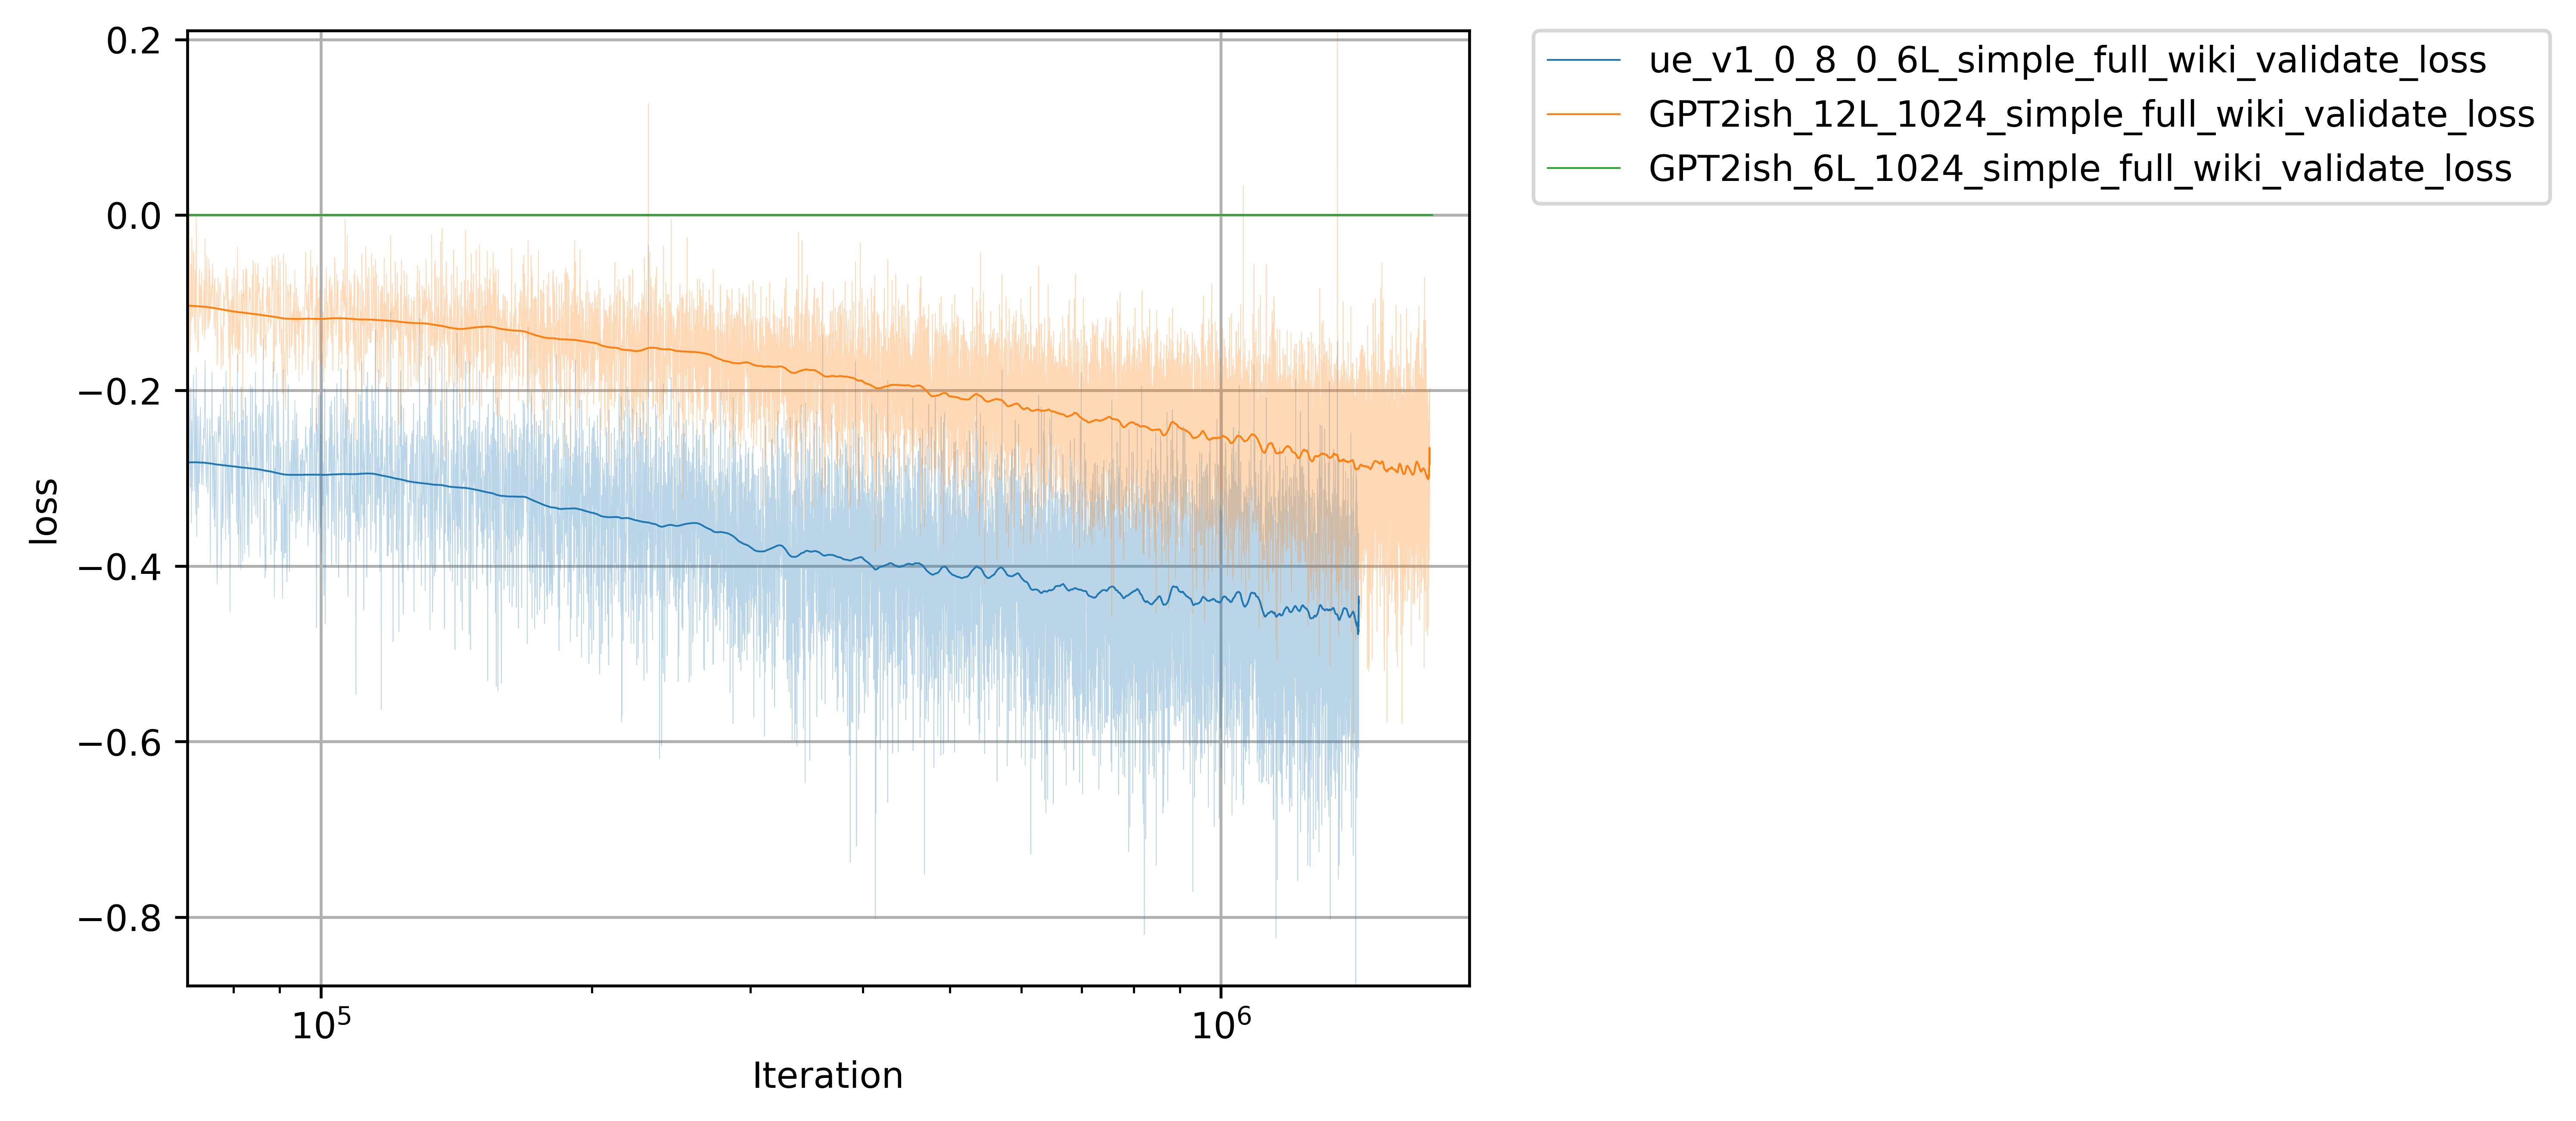 0.2
0.0
−0.2
−0.4
−0.6
−0.8
loss
10⁵
10⁶
Iteration
ue_v1_0_8_0_6L_simple_full_wiki_validate_loss
GPT2ish_12L_1024_simple_full_wiki_validate_loss
GPT2ish_6L_1024_simple_full_wiki_validate_loss